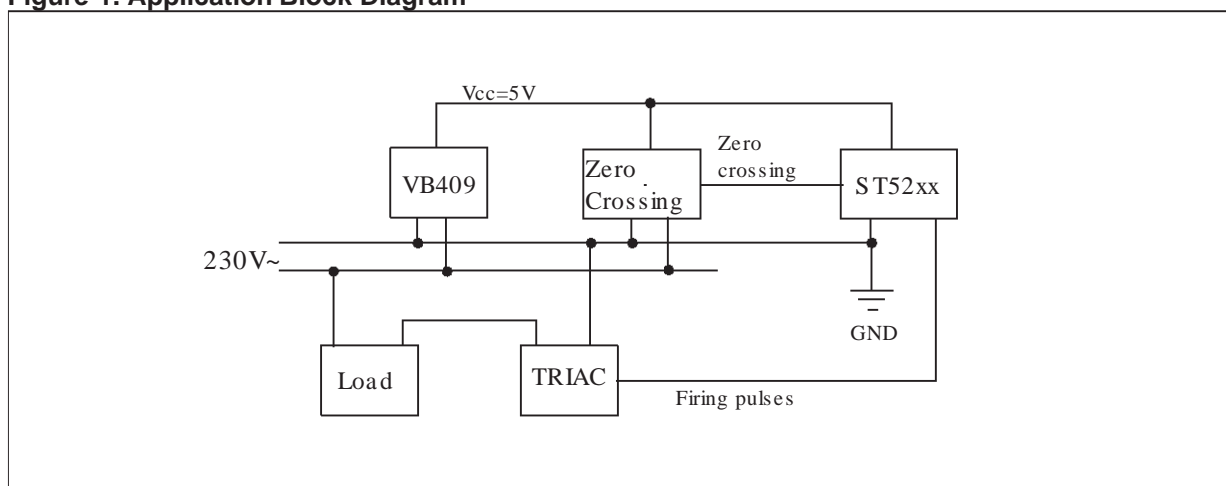 Figure 1. Application Block Diagram
Vcc=5V
Zero
crossing
VB409
Zero
Crossing
ST52xx
230V~
GND
Load
TRIAC
Firing pulses